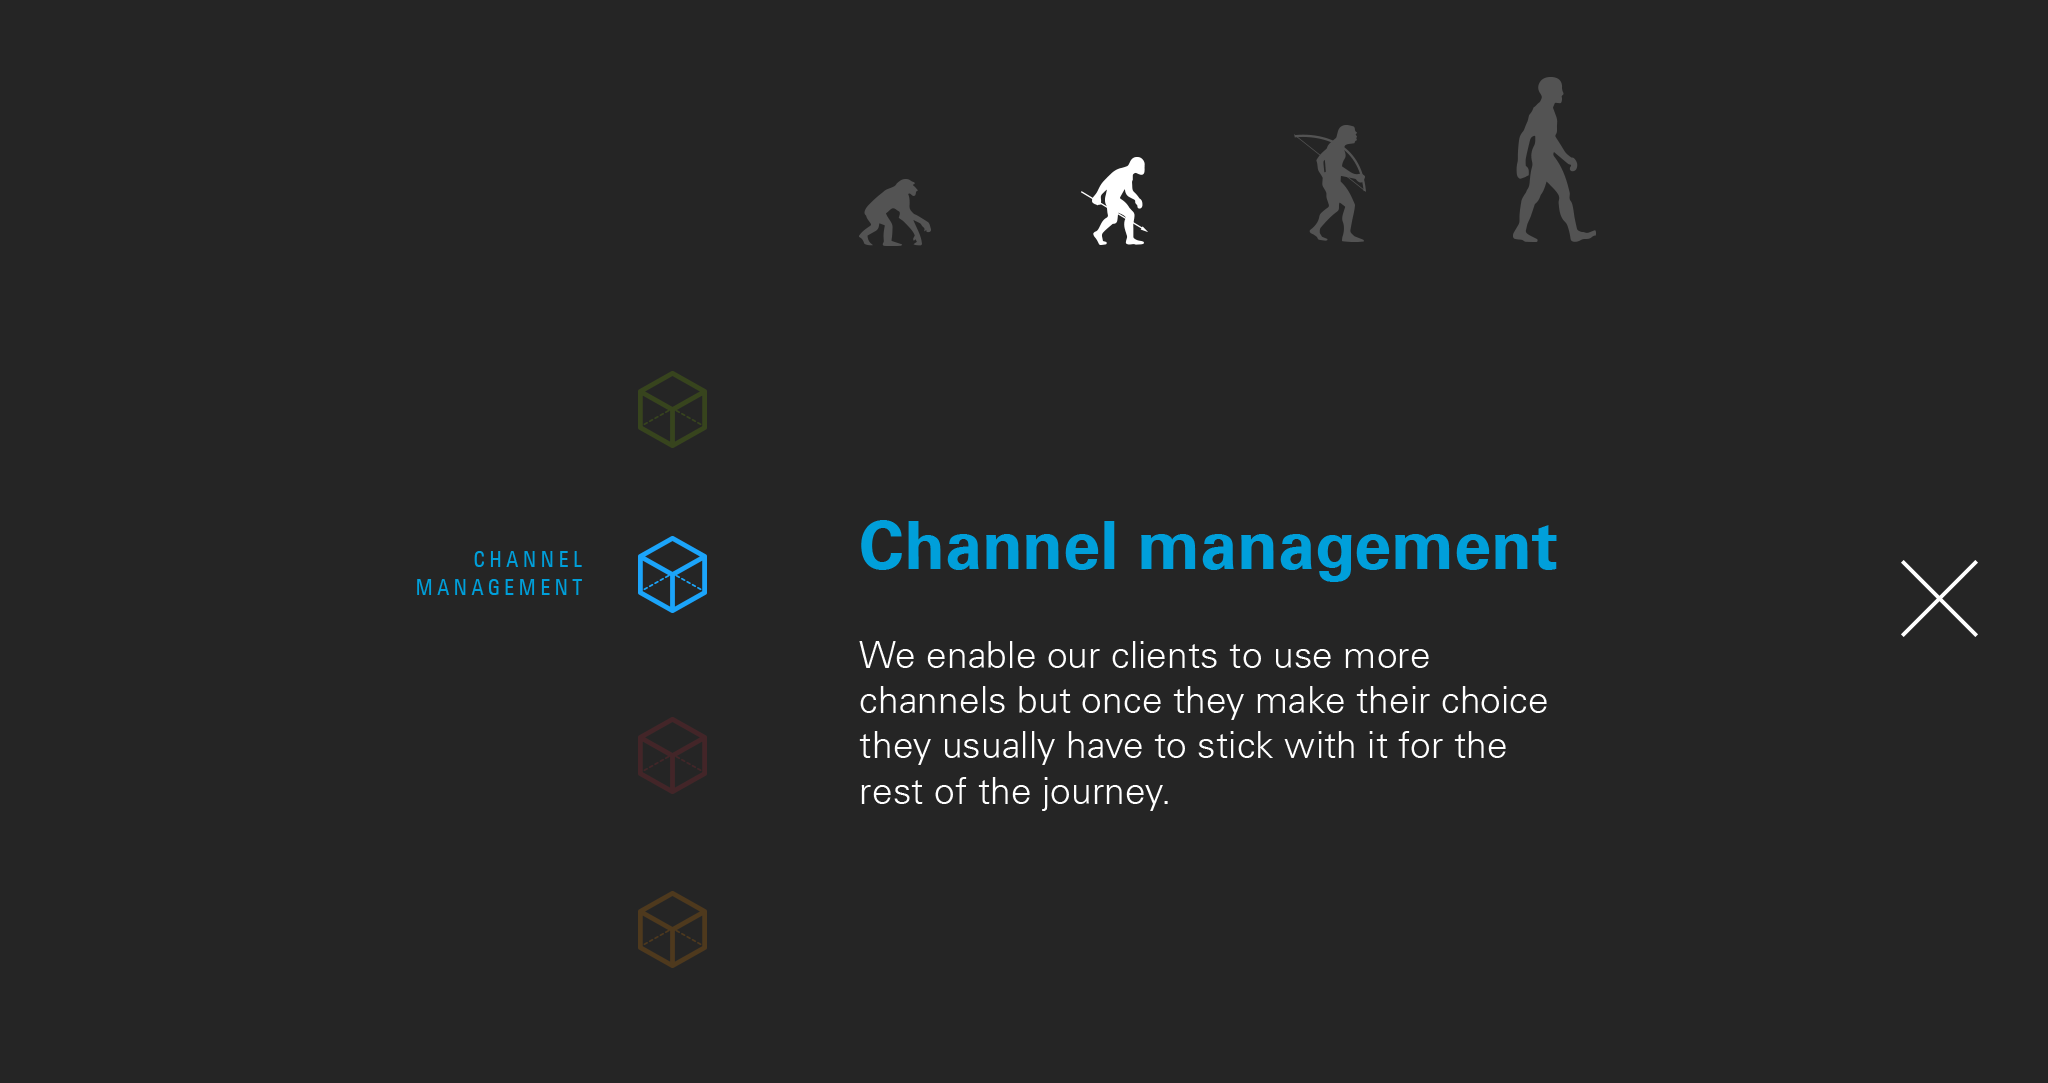 CHANNEL
MANAGEMENT
Channel management
We enable our clients to use more
channels but once they make their choice
they usually have to stick with it for the
rest of the journey.